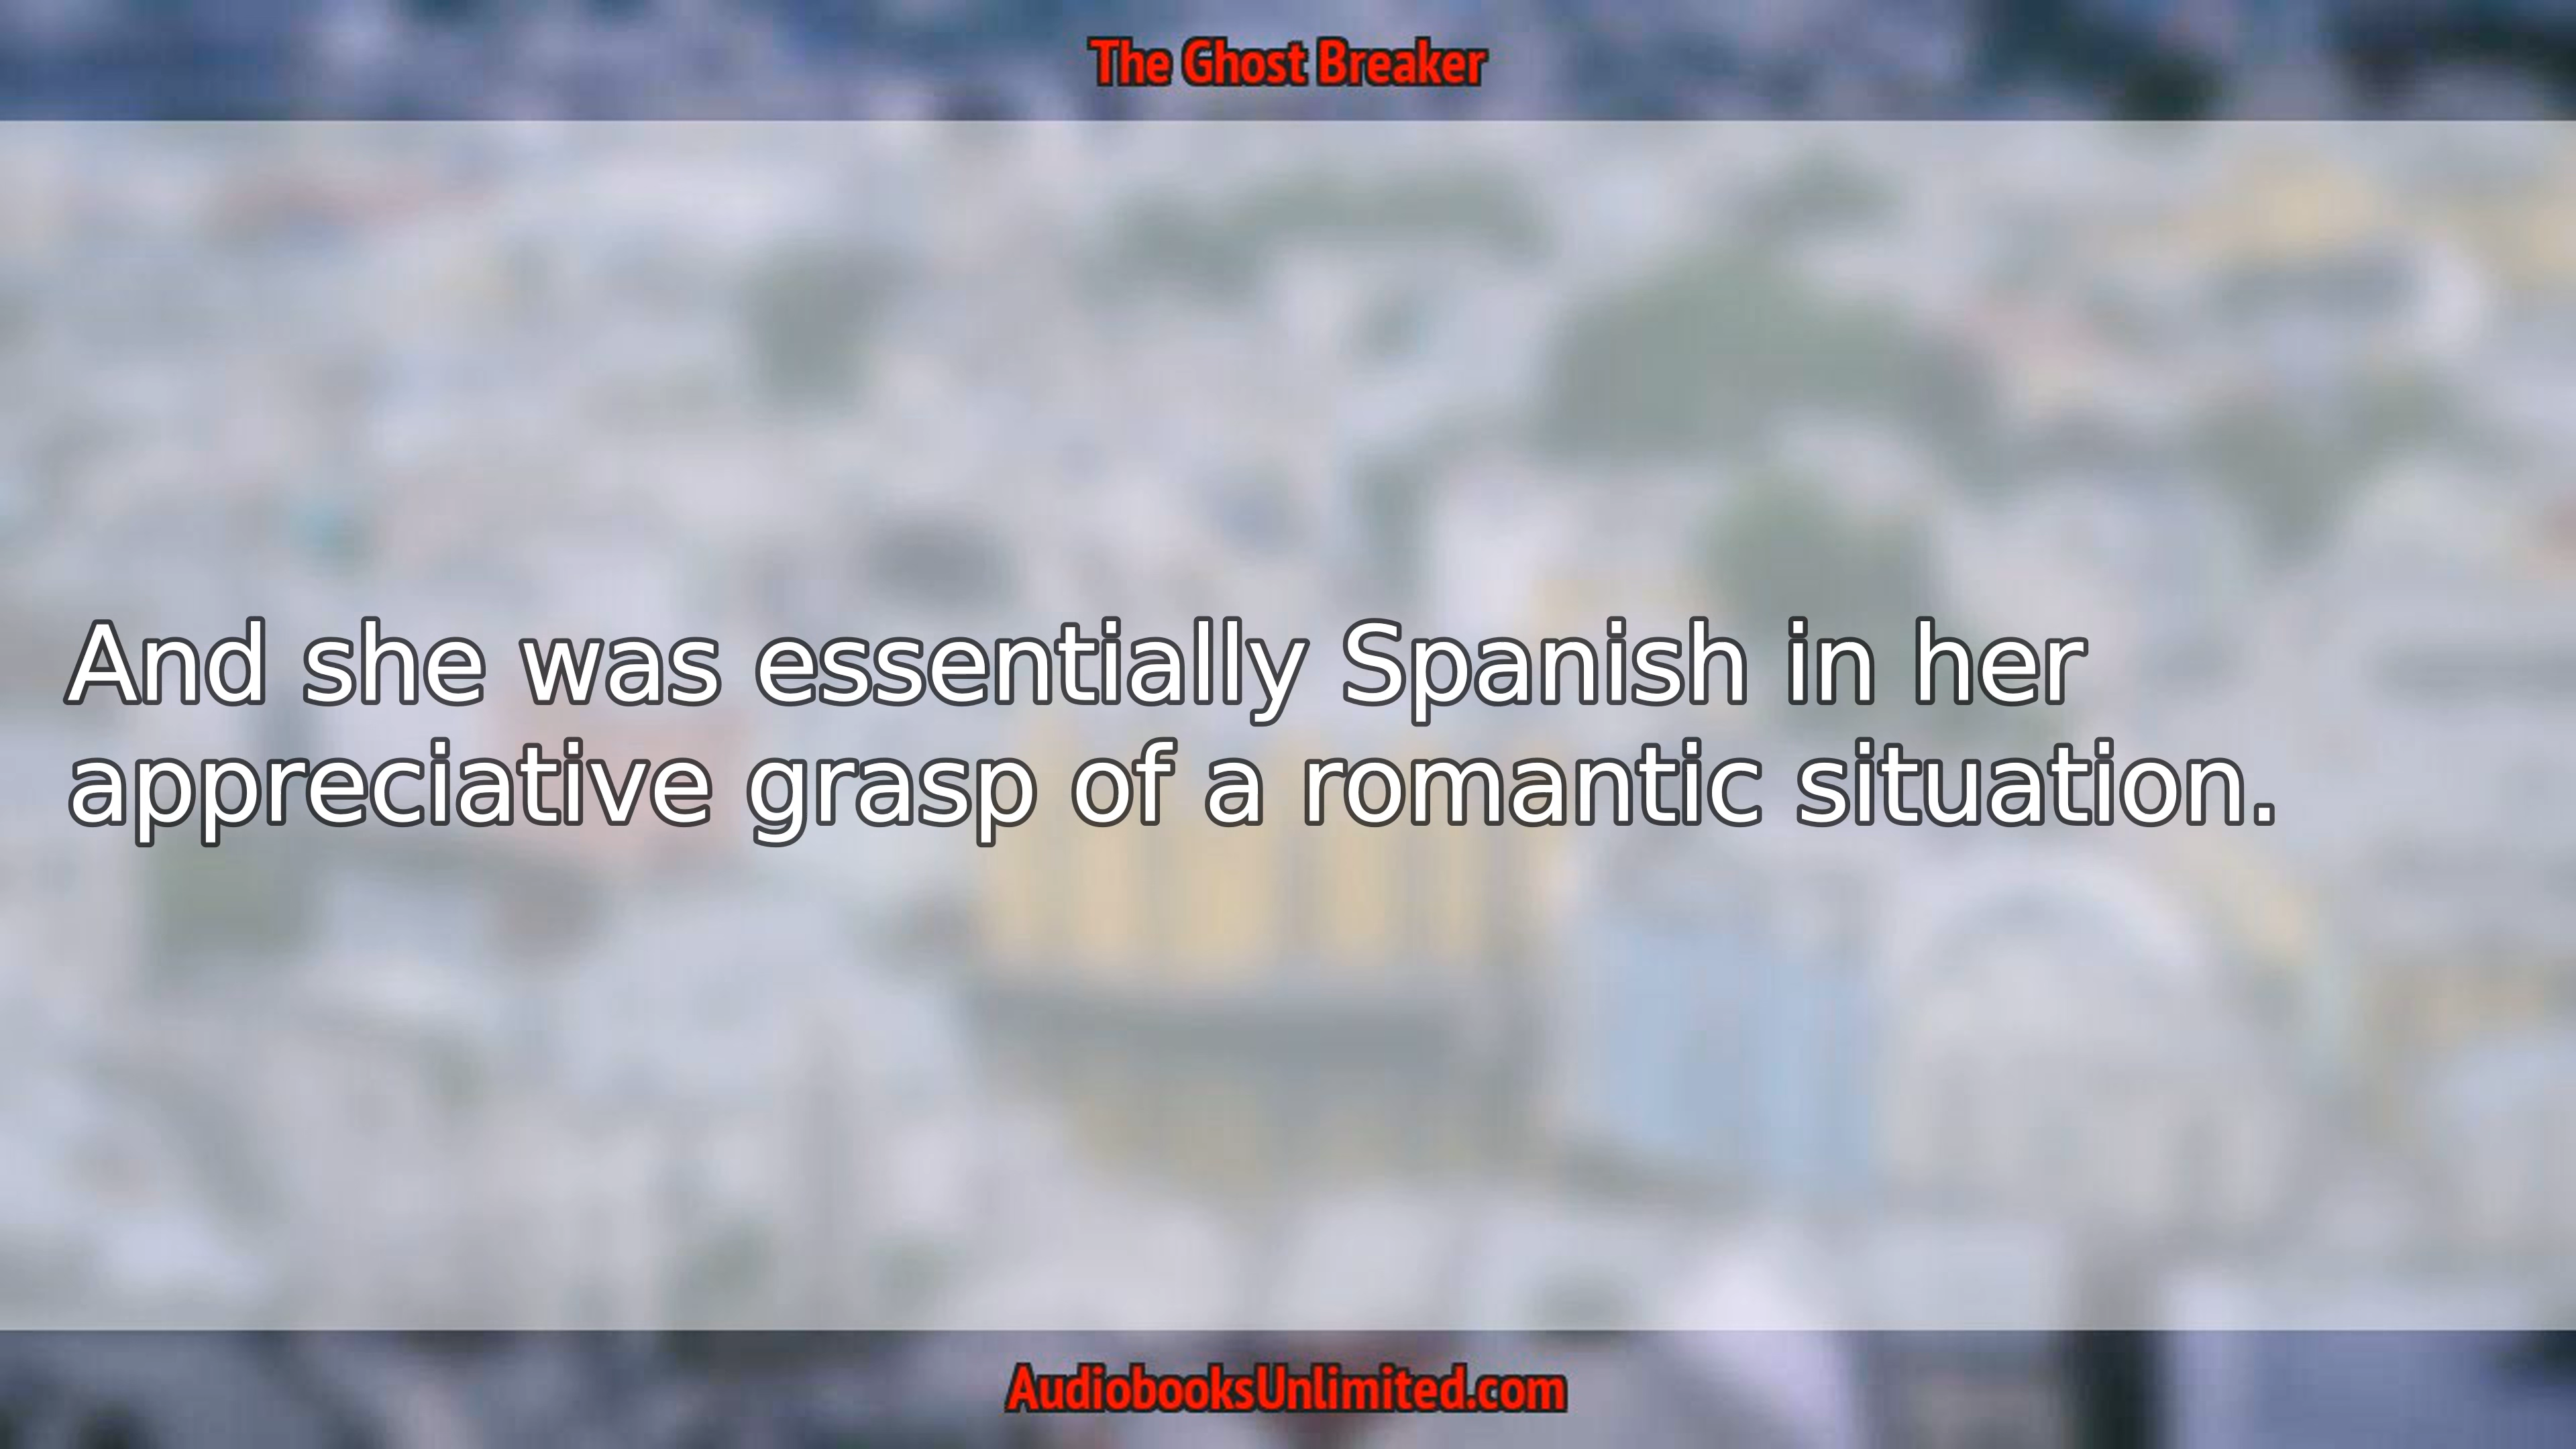 The Ghost Breaker
And she was essentially Spanish in her
appreciative grasp of a romantic situation.
AudiobooksUnlimited.com